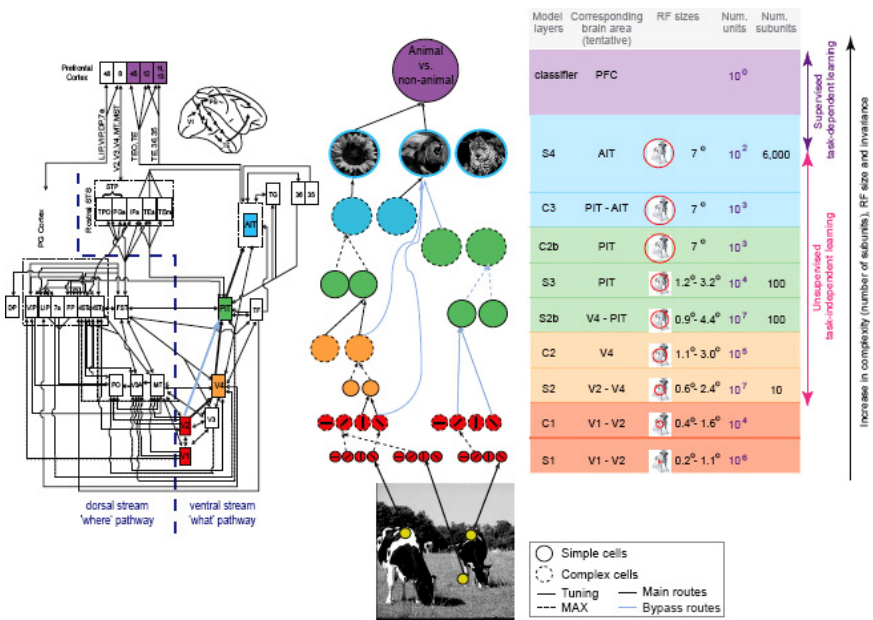 Prefrontal
Cortex
46 8 45 12 11,
13
LIP,VIP,DP,7a
V2,V3,V4,MT,MST
TEO,TE
TE,36,35
PG Cortex
Rostral STS
STP
TPO PGa IPa TEa TEm
TG
36 35
AIT
DP
VIP LIP 7a PP
FST
PIT
TF
PO V3A MT
V4
V2
V3
V1
dorsal stream
'where' pathway
ventral stream
'what' pathway
Animal
vs.
non-animal
Model
layers
Corresponding
brain area
(tentative)
RF sizes
Num.
units
Num.
subunits
classifier PFC 10⁰
S4 AIT 7° 10² 6,000
C3 PIT - AIT 7° 10³
C2b PIT 7° 10³
S3 PIT 1.2°- 3.2° 10⁴ 100
S2b V4 - PIT 0.9°- 4.4° 10⁷ 100
C2 V4 1.1°- 3.0° 10⁵
S2 V2 - V4 0.6°- 2.4° 10⁷ 10
C1 V1 - V2 0.4°- 1.6° 10⁴
S1 V1 - V2 0.2°- 1.1° 10⁶
Supervised
task-dependent learning
Unsupervised
task-independent learning
Increase in complexity (number of subunits), RF size and invariance
Simple cells
Complex cells
Tuning
MAX
Main routes
Bypass routes